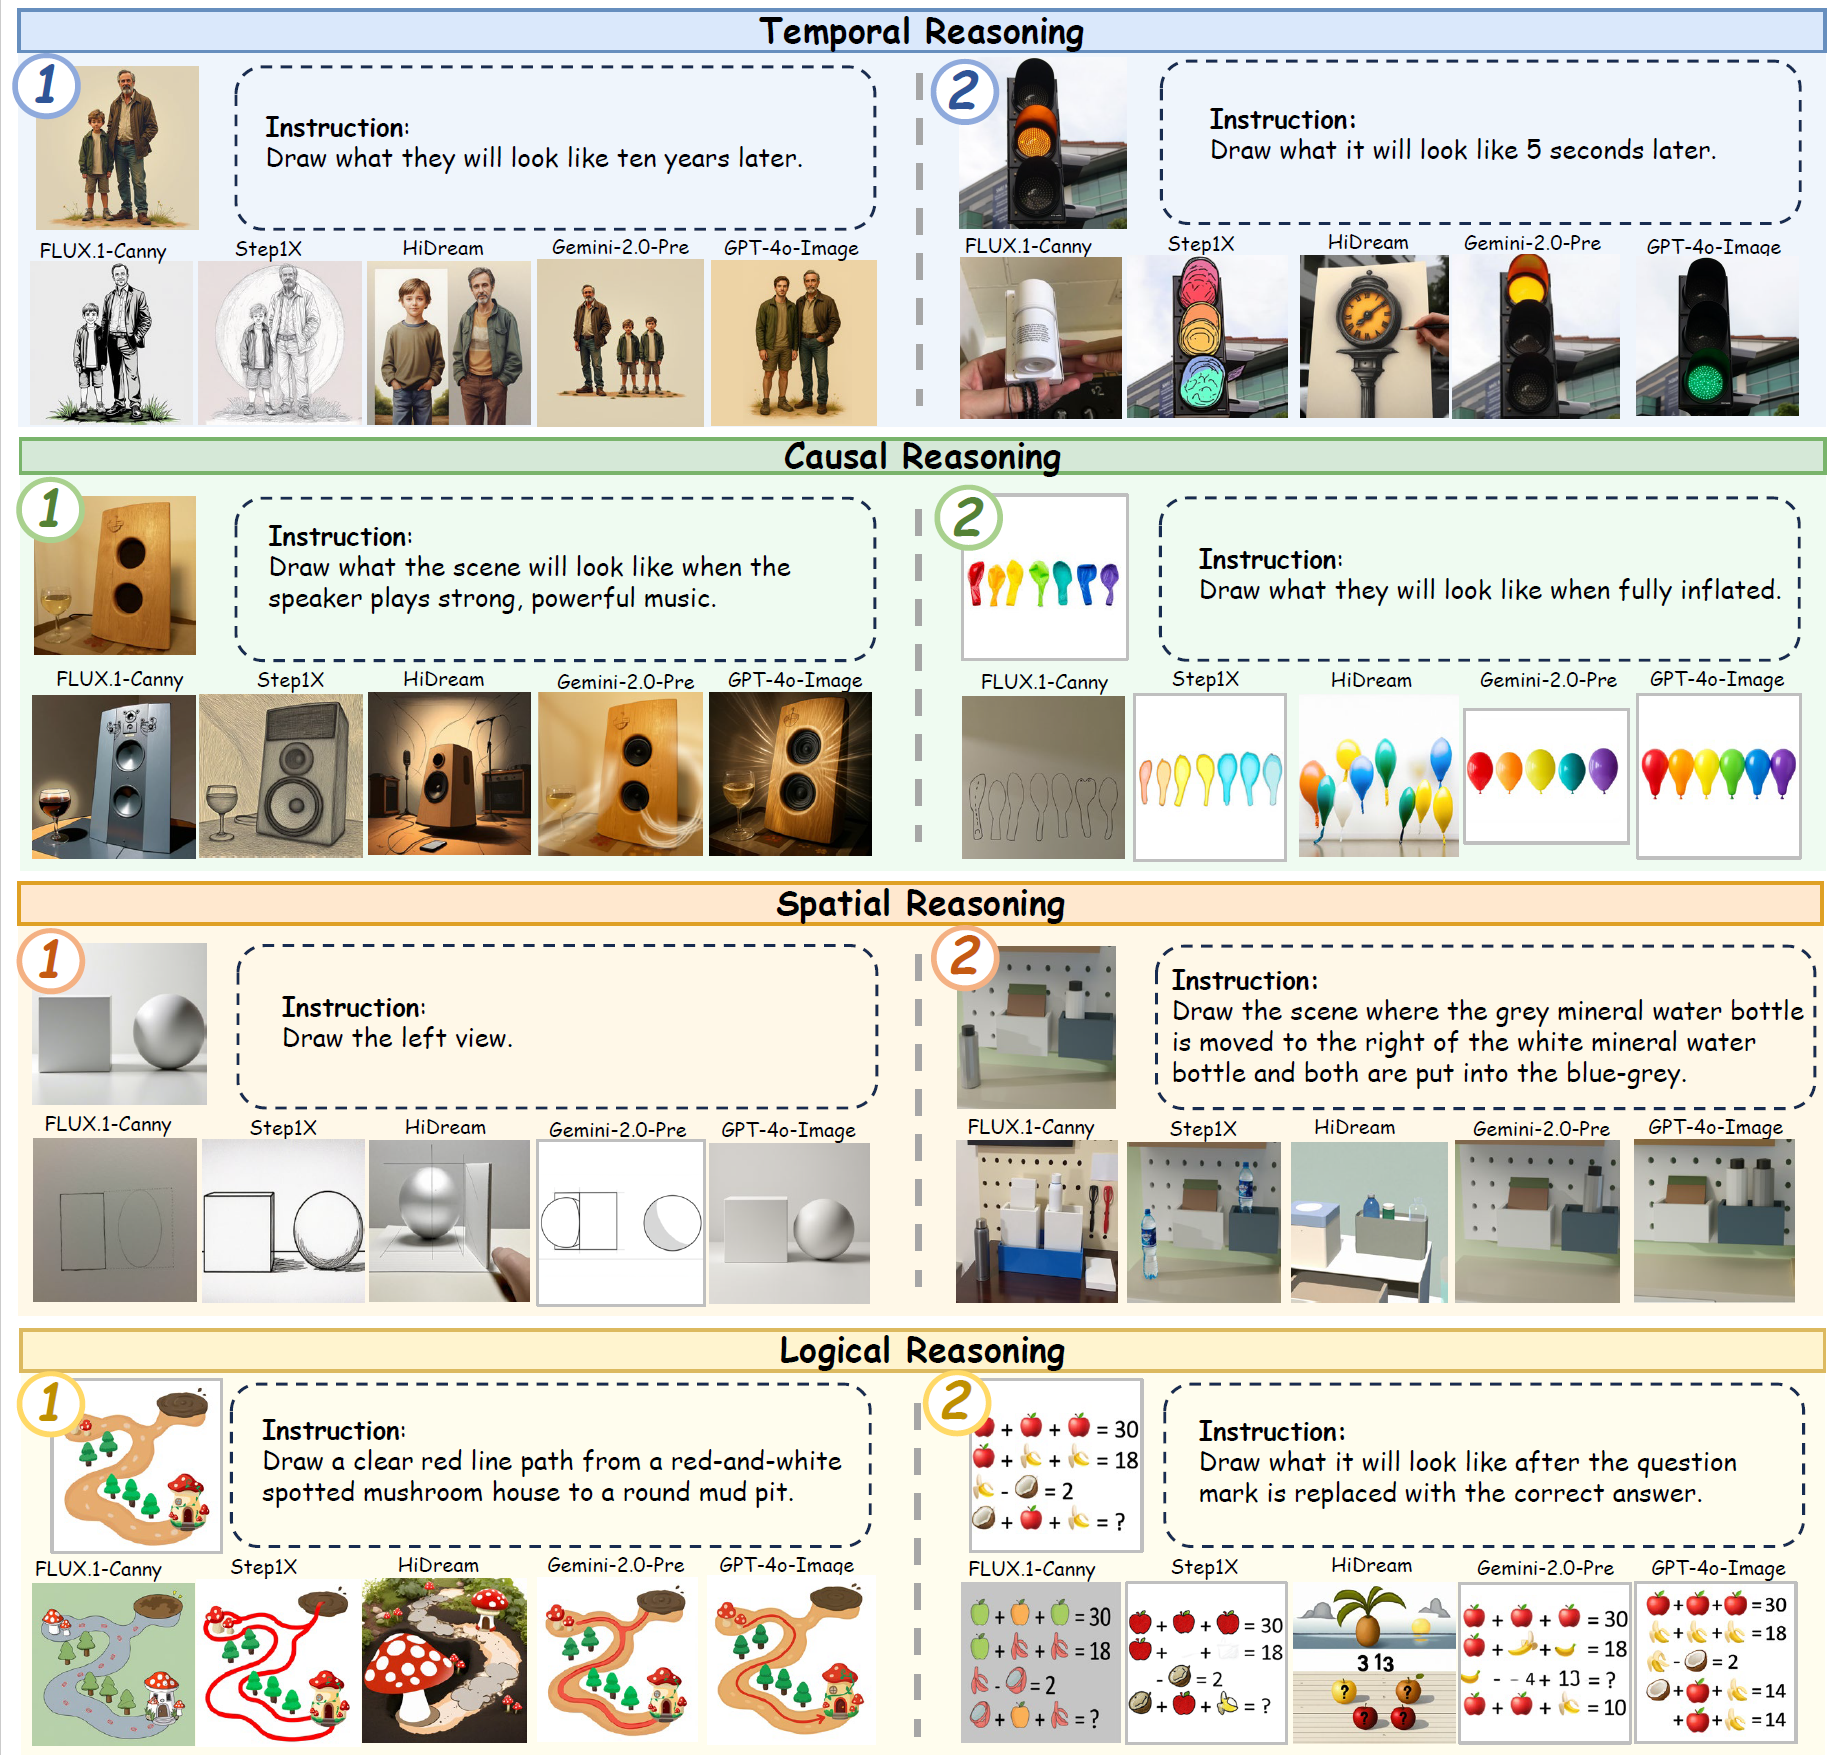 Temporal Reasoning
1
Instruction:
Draw what they will look like ten years later.
FLUX.1-Canny
Step1X
HiDream
Gemini-2.0-Pre
GPT-4o-Image
2
Instruction:
Draw what it will look like 5 seconds later.
FLUX.1-Canny
Step1X
HiDream
Gemini-2.0-Pre
GPT-4o-Image
Causal Reasoning
1
Instruction:
Draw what the scene will look like when the
speaker plays strong, powerful music.
FLUX.1-Canny
Step1X
HiDream
Gemini-2.0-Pre
GPT-4o-Image
2
Instruction:
Draw what they will look like when fully inflated.
FLUX.1-Canny
Step1X
HiDream
Gemini-2.0-Pre
GPT-4o-Image
Spatial Reasoning
1
Instruction:
Draw the left view.
FLUX.1-Canny
Step1X
HiDream
Gemini-2.0-Pre
GPT-4o-Image
2
Instruction:
Draw the scene where the grey mineral water bottle
is moved to the right of the white mineral water
bottle and both are put into the blue-grey.
FLUX.1-Canny
Step1X
HiDream
Gemini-2.0-Pre
GPT-4o-Image
Logical Reasoning
1
Instruction:
Draw a clear red line path from a red-and-white
spotted mushroom house to a round mud pit.
FLUX.1-Canny
Step1X
HiDream
Gemini-2.0-Pre
GPT-4o-Image
2
+ + = 30
+ + = 18
- = 2
+ + = ?
Instruction:
Draw what it will look like after the question
mark is replaced with the correct answer.
FLUX.1-Canny
Step1X
HiDream
Gemini-2.0-Pre
GPT-4o-Image
+ + = 30
+ + = 18
- = 2
+ + = ?
+ + = 30
+ + = 18
- = 2
+ + = ?
3 13
? ?
? ?
+ + = 30
+ + = 18
- - 4 + 13 = ?
+ + = 10
+ + = 30
+ + = 18
- = 2
+ + = 14
+ + = 14